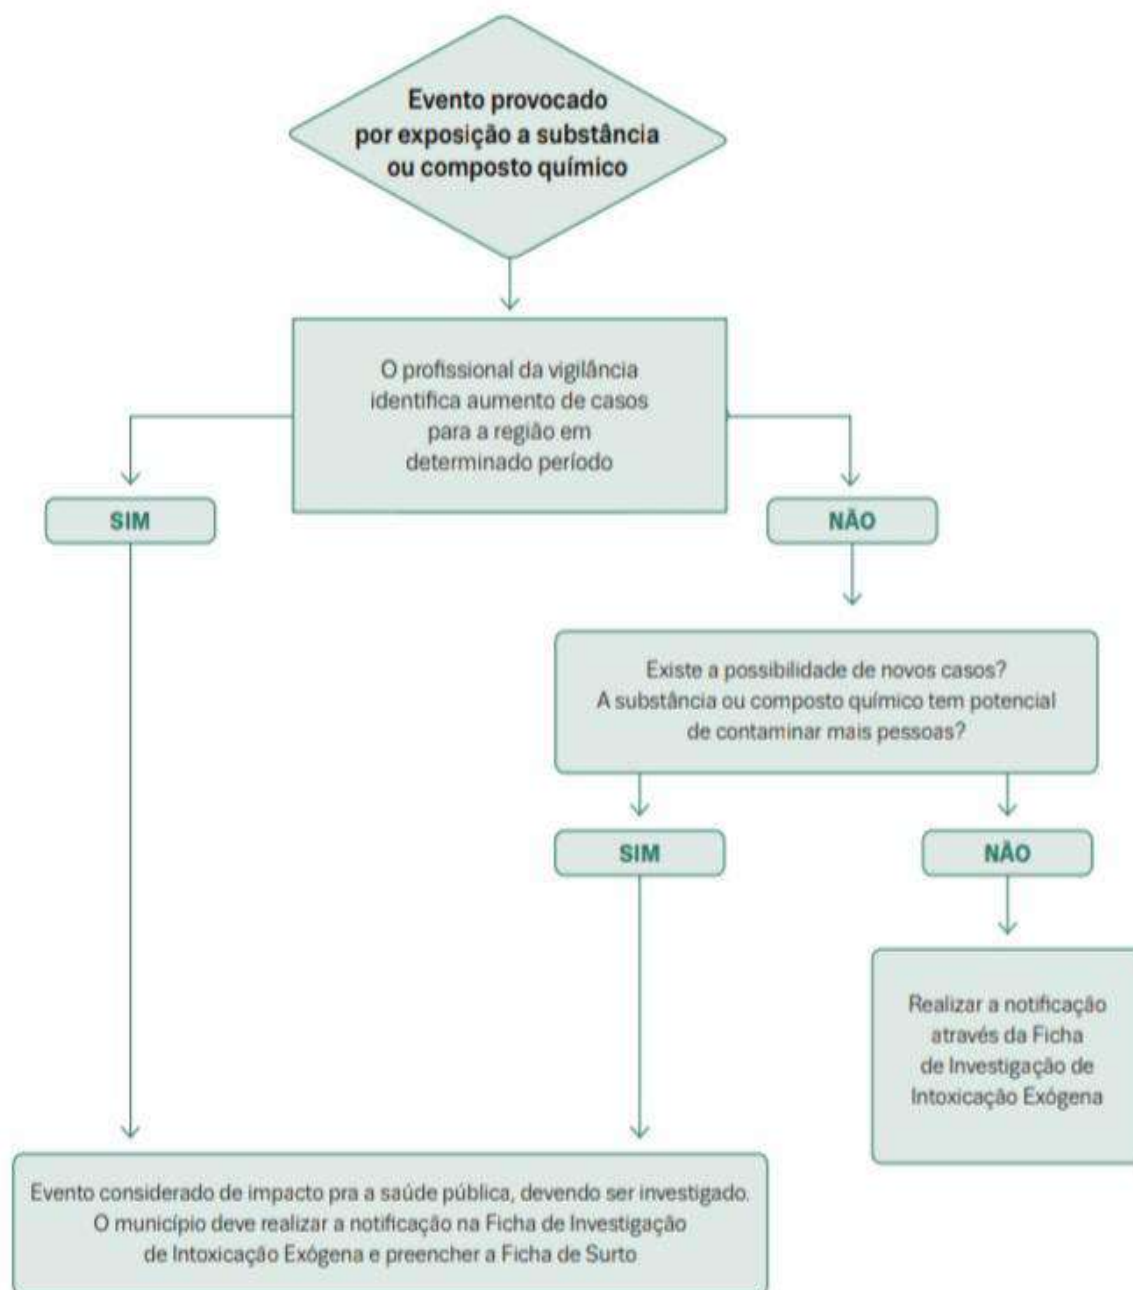 Evento provocado
por exposição a substância
ou composto químico
O profissional da vigilância
identifica aumento de casos
para a região em
determinado período
SIM
NÃO
Existe a possibilidade de novos casos?
A substância ou composto químico tem potencial
de contaminar mais pessoas?
SIM
NÃO
Realizar a notificação
através da Ficha
de Investigação de
Intoxicação Exógena
Evento considerado de impacto pra a saúde pública, devendo ser investigado.
O município deve realizar a notificação na Ficha de Investigação
de Intoxicação Exógena e preencher a Ficha de Surto